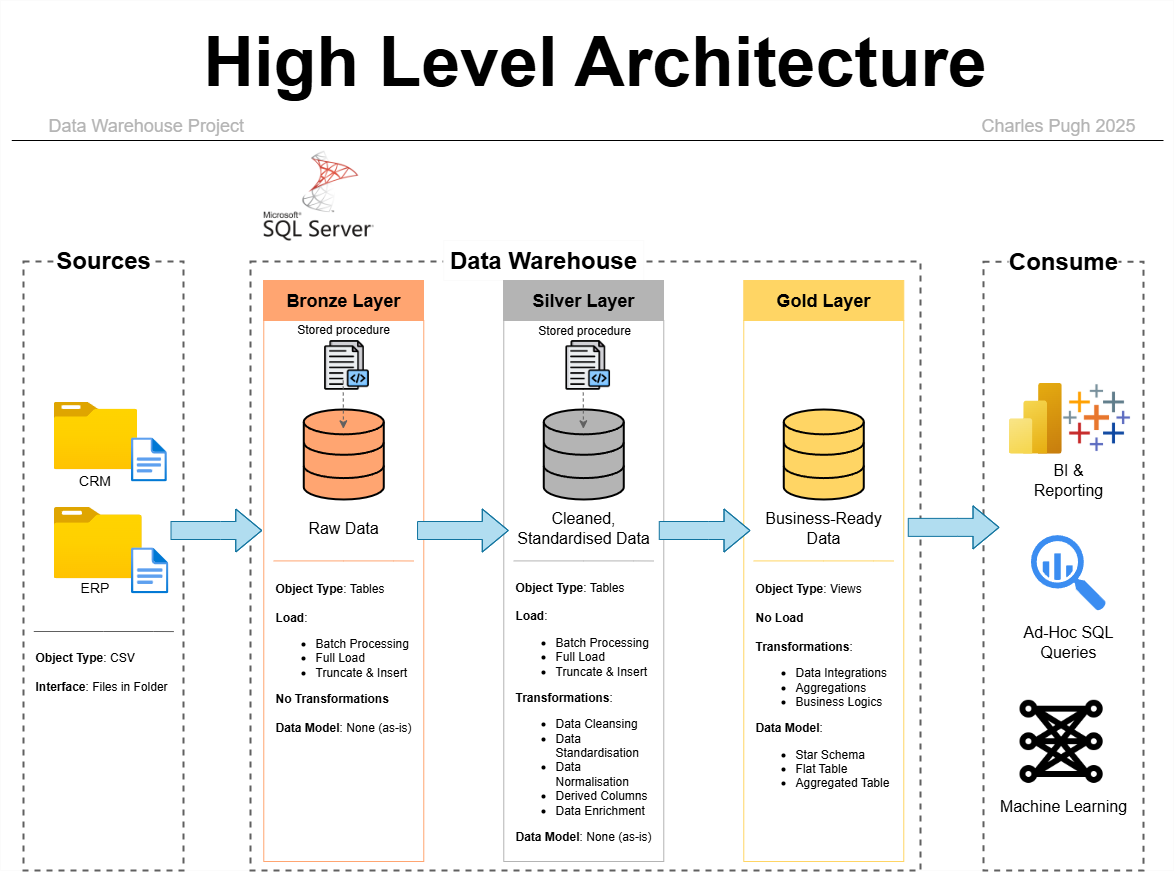 High Level Architecture
Data Warehouse Project
Charles Pugh 2025
Microsoft®
SQL Server
Sources
CRM
ERP
Object Type: CSV
Interface: Files in Folder
Data Warehouse
Bronze Layer
Stored procedure
Raw Data
Object Type: Tables
Load:
• Batch Processing
• Full Load
• Truncate & Insert
No Transformations
Data Model: None (as-is)
Silver Layer
Stored procedure
Cleaned,
Standardised Data
Object Type: Tables
Load:
• Batch Processing
• Full Load
• Truncate & Insert
Transformations:
• Data Cleansing
• Data
Standardisation
• Data
Normalisation
• Derived Columns
• Data Enrichment
Data Model: None (as-is)
Gold Layer
Business-Ready
Data
Object Type: Views
No Load
Transformations:
• Data Integrations
• Aggregations
• Business Logics
Data Model:
• Star Schema
• Flat Table
• Aggregated Table
Consume
BI &
Reporting
Ad-Hoc SQL
Queries
Machine Learning